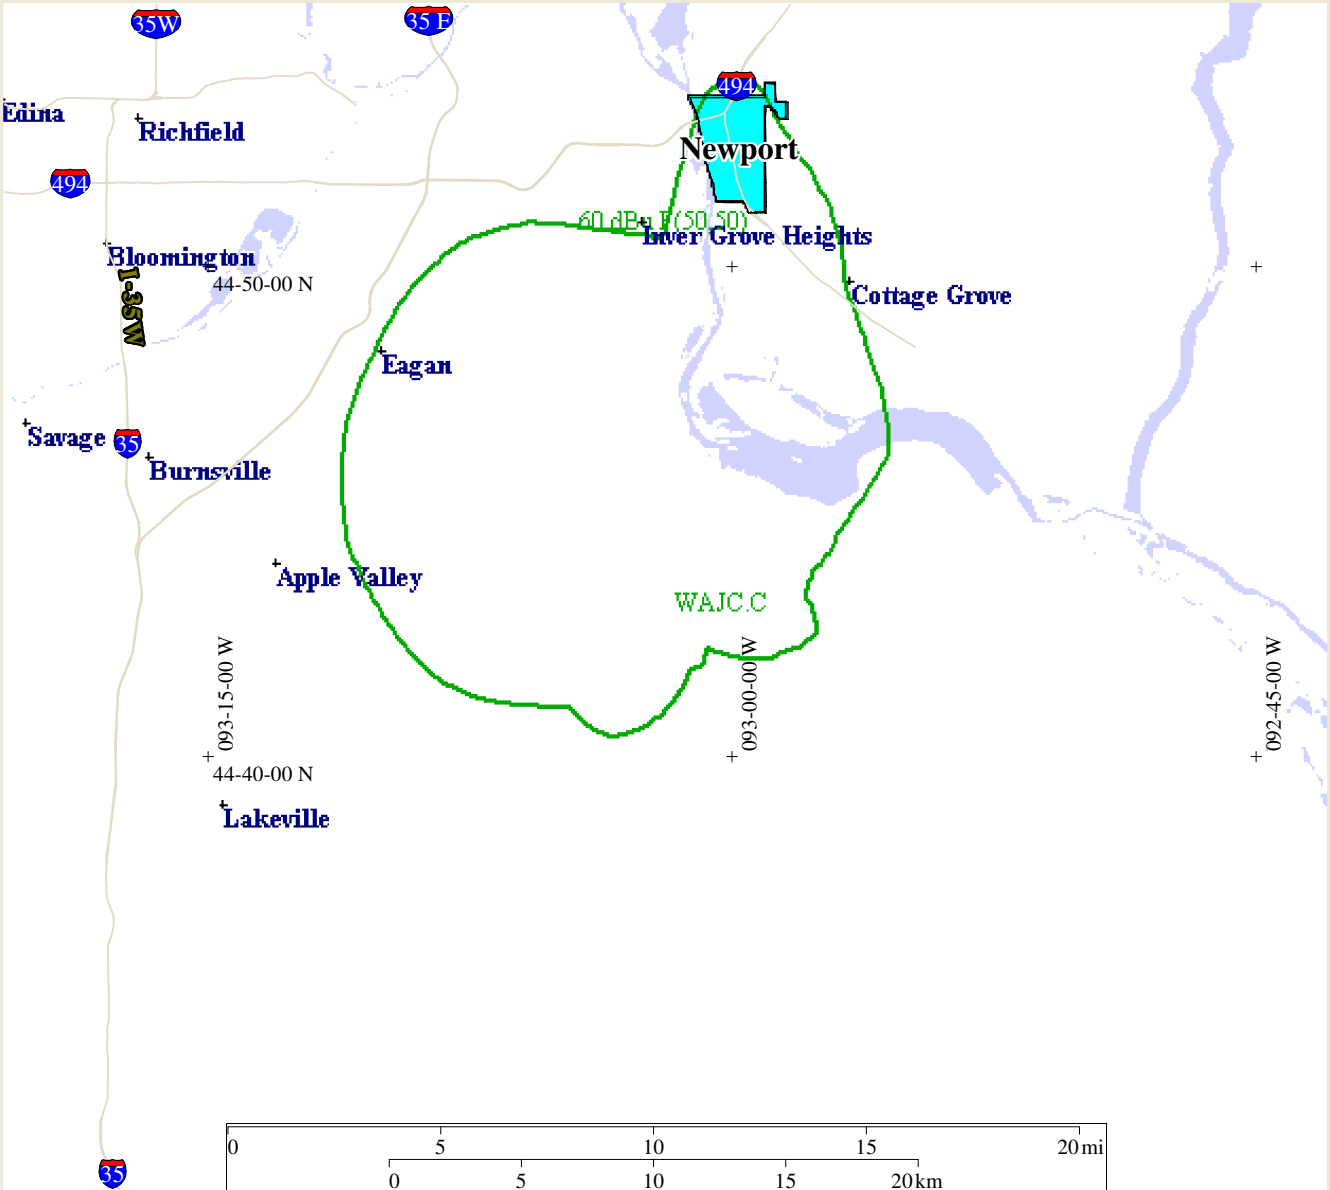 35W
35 E
494
Edina
Richfield
Newport
494
60 dBu F(50,50)
Inver Grove Heights
Bloomington
44-50-00 N
I-35W
Cottage Grove
Eagan
Savage
35
Burnsville
Apple Valley
WAJC.C
093-15-00 W
093-00-00 W
092-45-00 W
44-40-00 N
Lakeville
0 5 10 15 20 mi
0 5 10 15 20 km
35